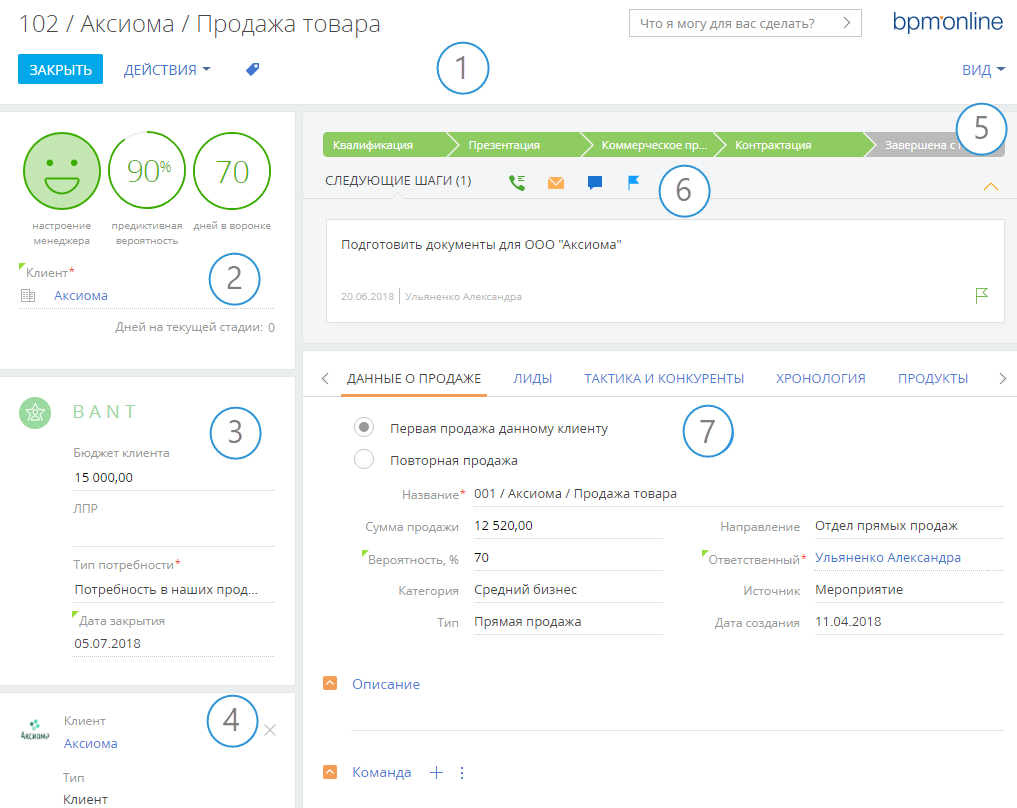 102 / Аксиома / Продажа товара
Что я могу для вас сделать?
bpmonline
ЗАКРЫТЬ
ДЕЙСТВИЯ
1
ВИД
90%
70
настроение менеджера
предиктивная вероятность
дней в воронке
Клиент*
Аксиома
2
Дней на текущей стадии: 0
BANT
3
Бюджет клиента
15 000,00
ЛПР
Тип потребности*
Потребность в наших прод...
Дата закрытия
05.07.2018
Аксиома
Клиент
4
Аксиома
Тип
Клиент
Квалификация
Презентация
Коммерческое пр...
Контрактация
Завершена с
5
СЛЕДУЮЩИЕ ШАГИ (1)
6
Подготовить документы для ООО "Аксиома"
20.06.2018
Ульяненко Александра
ДАННЫЕ О ПРОДАЖЕ
ЛИДЫ
ТАКТИКА И КОНКУРЕНТЫ
ХРОНОЛОГИЯ
ПРОДУКТЫ
Первая продажа данному клиенту
7
Повторная продажа
Название* 001 / Аксиома / Продажа товара
Сумма продажи 12 520,00
Направление Отдел прямых продаж
Вероятность, % 70
Ответственный* Ульяненко Александра
Категория Средний бизнес
Источник Мероприятие
Тип Прямая продажа
Дата создания 11.04.2018
Описание
Команда